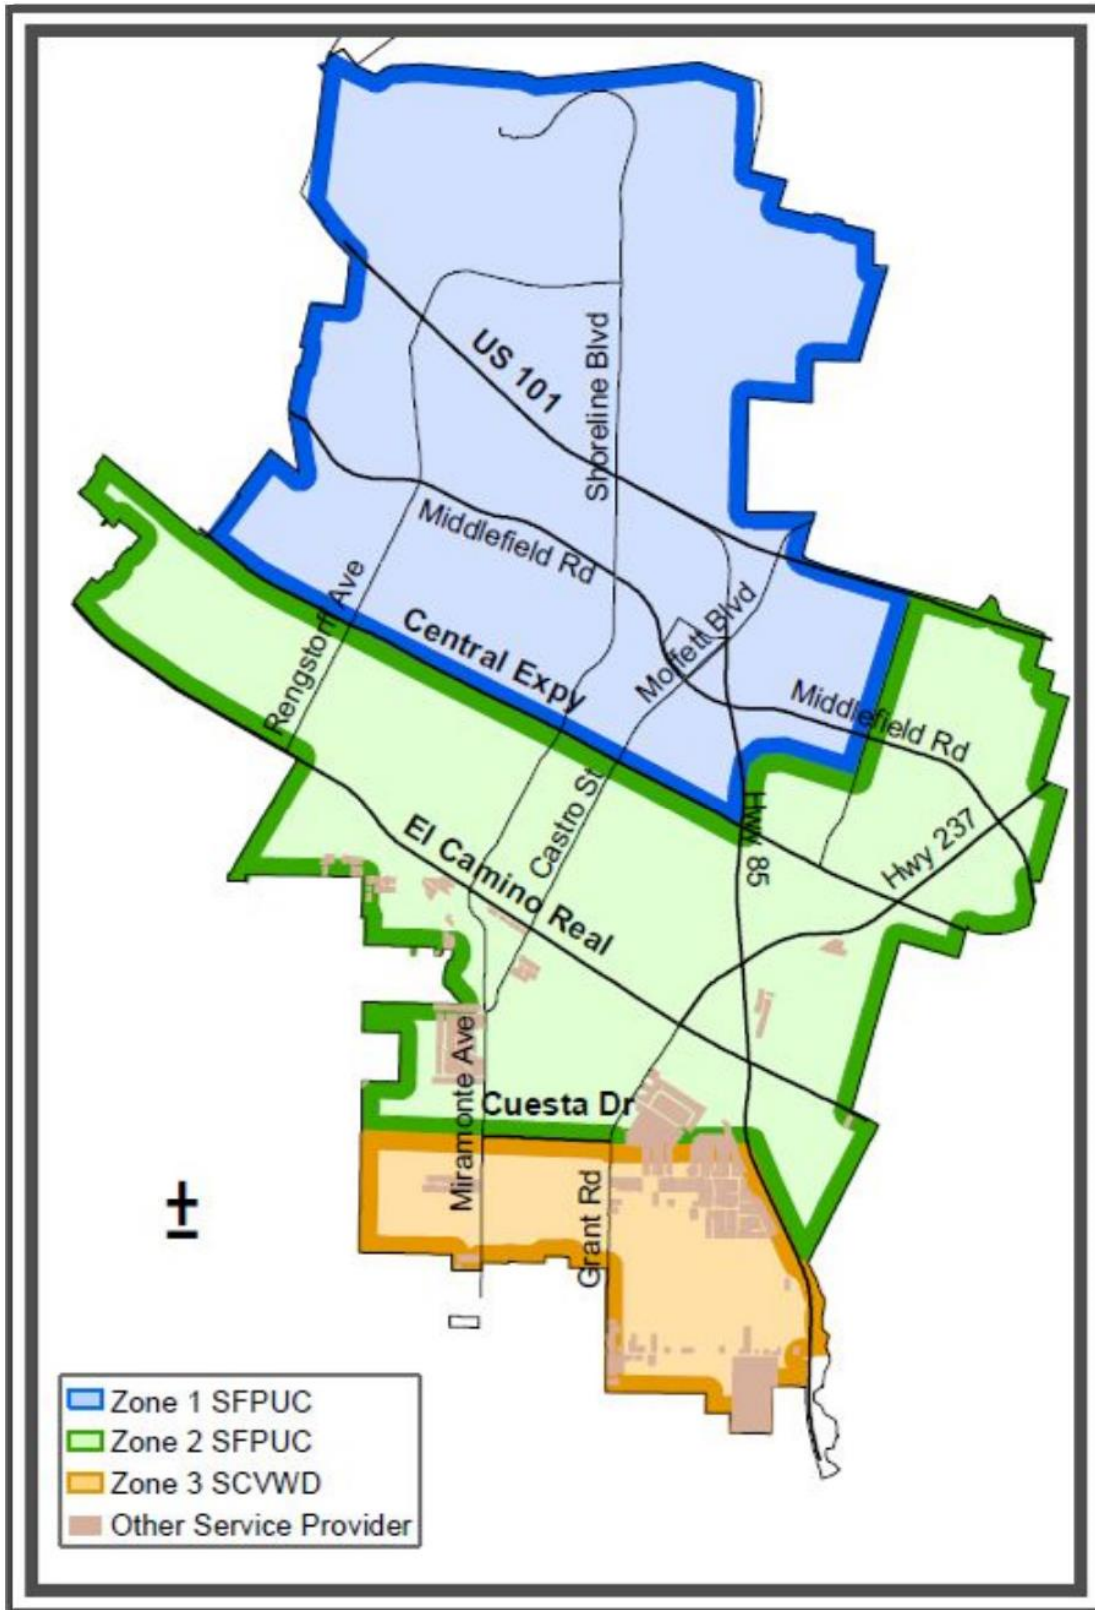 US 101
Shoreline Blvd
Middlefield Rd
Rengstorff Ave
Central Expy
Moffett Blvd
Middlefield Rd
Castro St
Hwy 85
Hwy 237
El Camino Real
Miramonte Ave
Cuesta Dr
Grant Rd
±
Zone 1 SFPUC
Zone 2 SFPUC
Zone 3 SCVWD
Other Service Provider